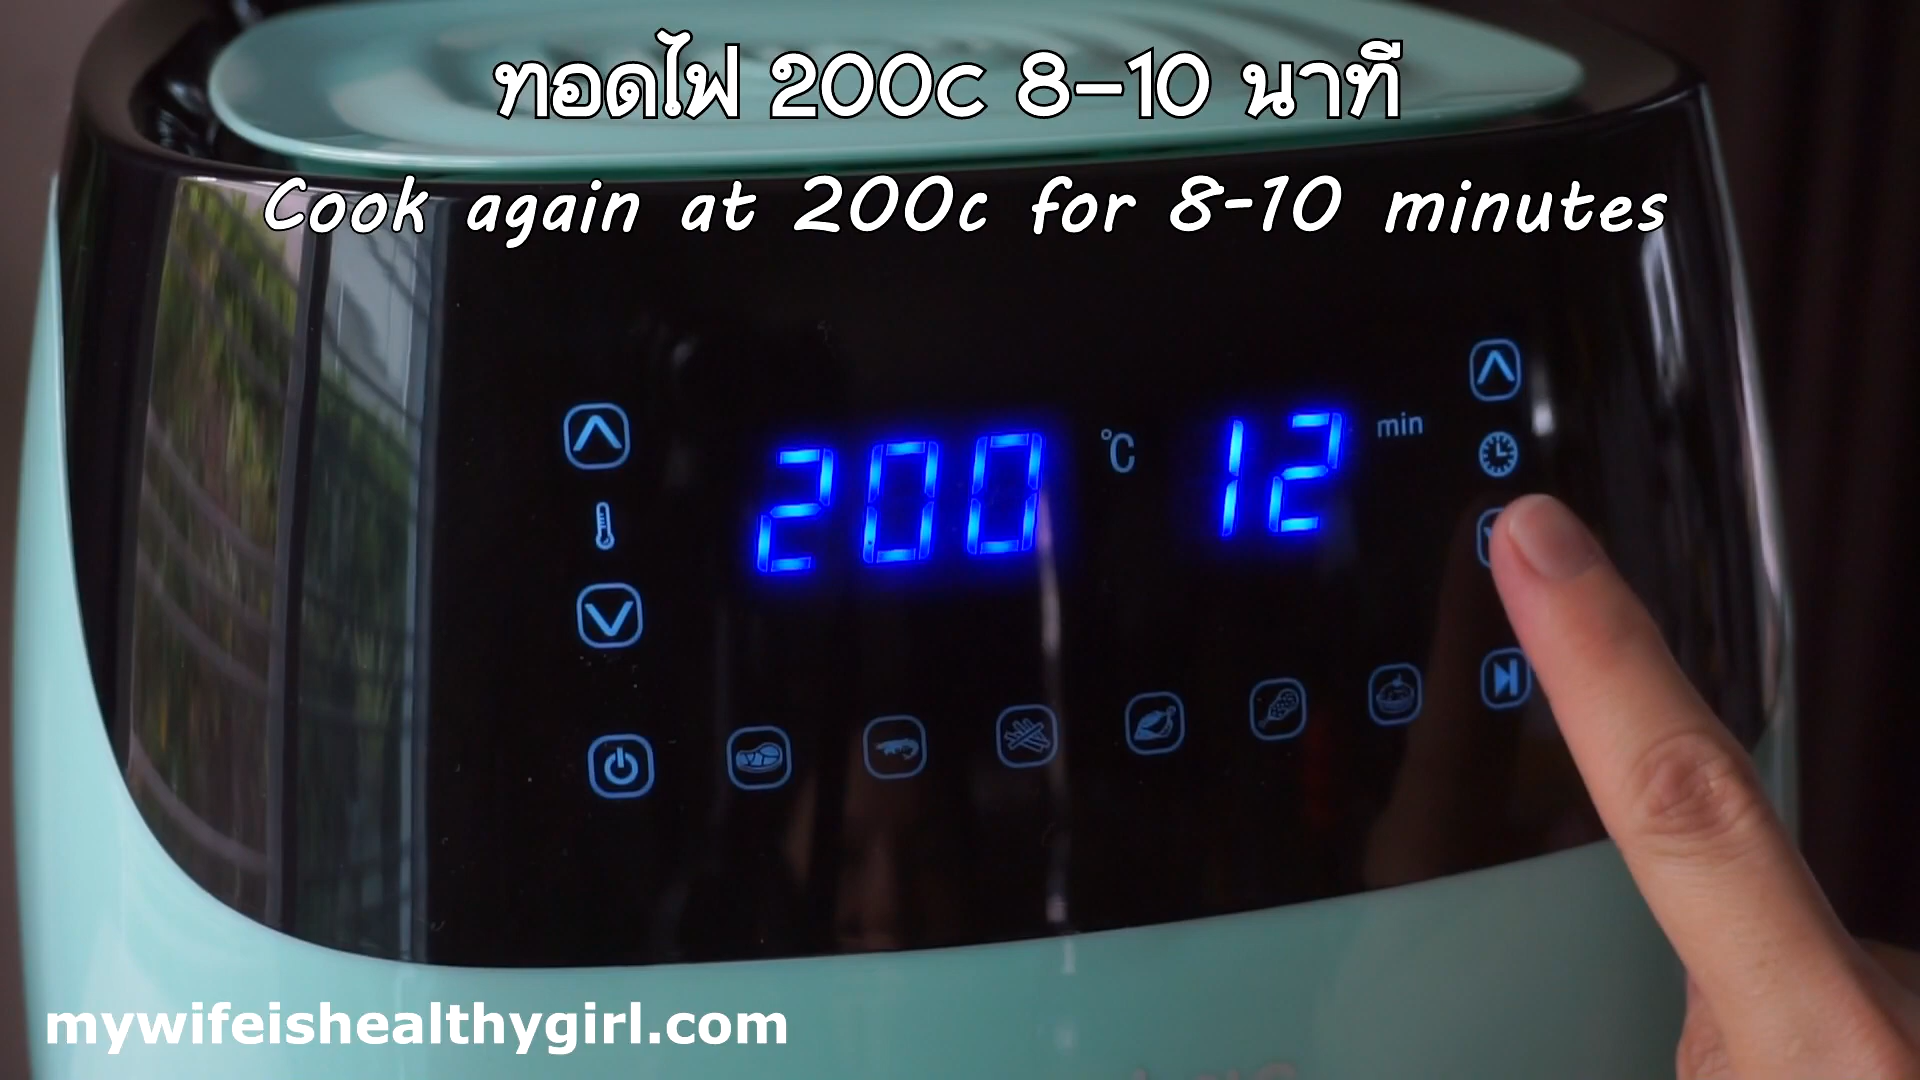 ทอดไฟ 200C 8-10 นาที
Cook again at 200c for 8-10 minutes
200 °C 12 min
mywifeishealthygirl.com